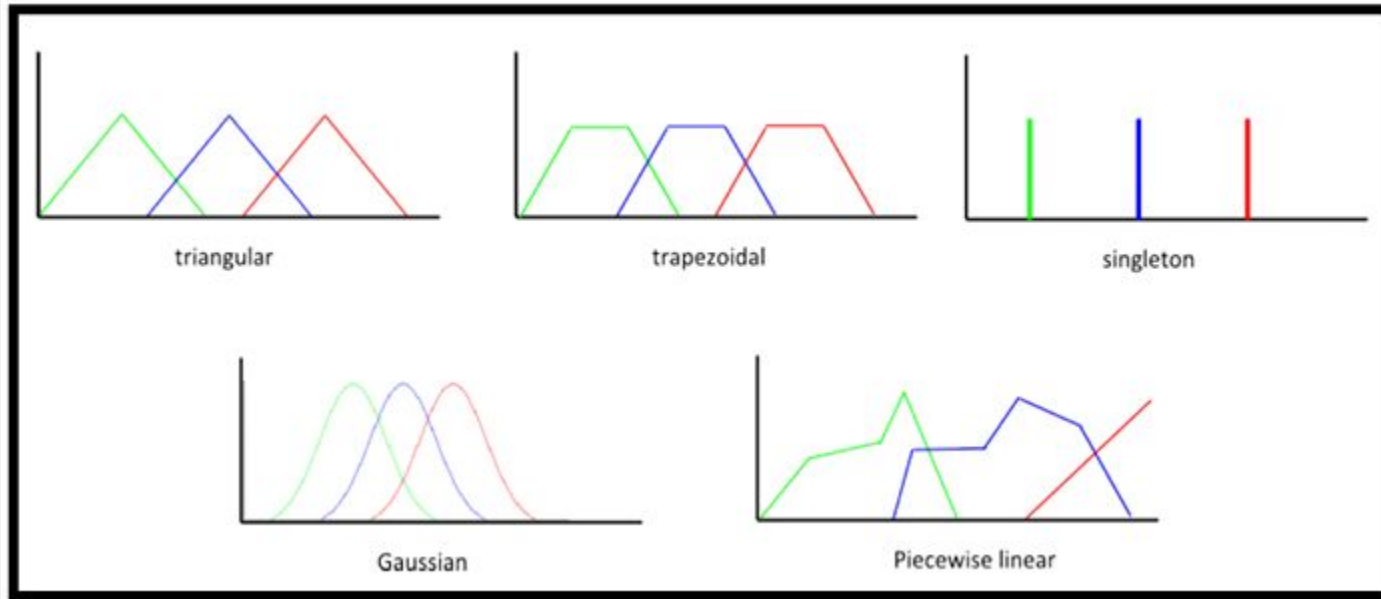 triangular
trapezoidal
singleton
Gaussian
Piecewise linear